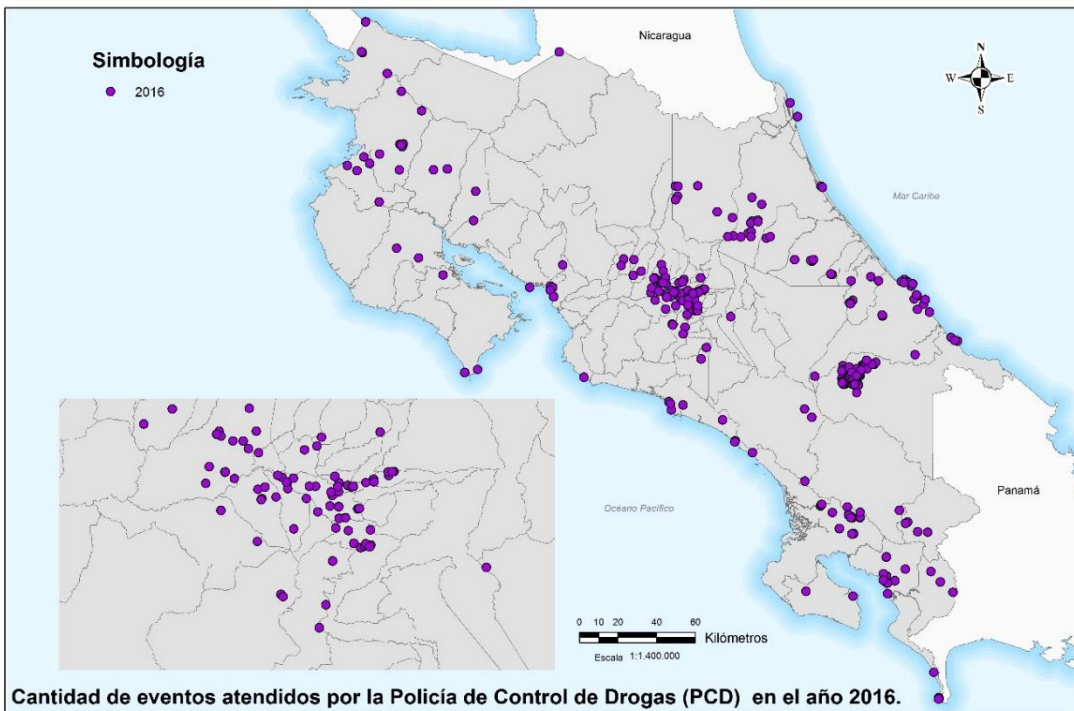 Nicaragua
Simbología
2016
N
W E
S
Mar Caribe
Panamá
Océano Pacífico
0 10 20 40 60
Kilómetros
Escala 1:1.400.000
Cantidad de eventos atendidos por la Policía de Control de Drogas (PCD) en el año 2016.